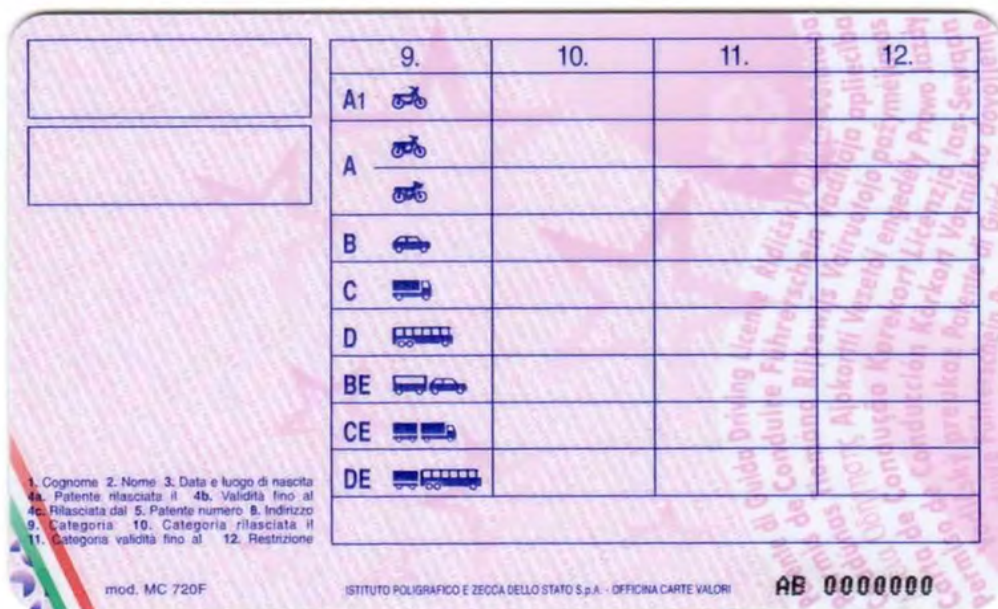 9. 10. 11. 12.
A1
A
B
C
D
BE
CE
DE
1. Cognome 2. Nome 3. Data e luogo di nascita
4a. Patente rilasciata il 4b. Validità fino al
4c. Rilasciata dal 5. Patente numero 8. Indirizzo
9. Categoria 10. Categoria rilasciata il
11. Categoria validità fino al 12. Restrizione
mod. MC 720F
ISTITUTO POLIGRAFICO E ZECCA DELLO STATO S.p.A. - OFFICINA CARTE VALORI
AB 0000000